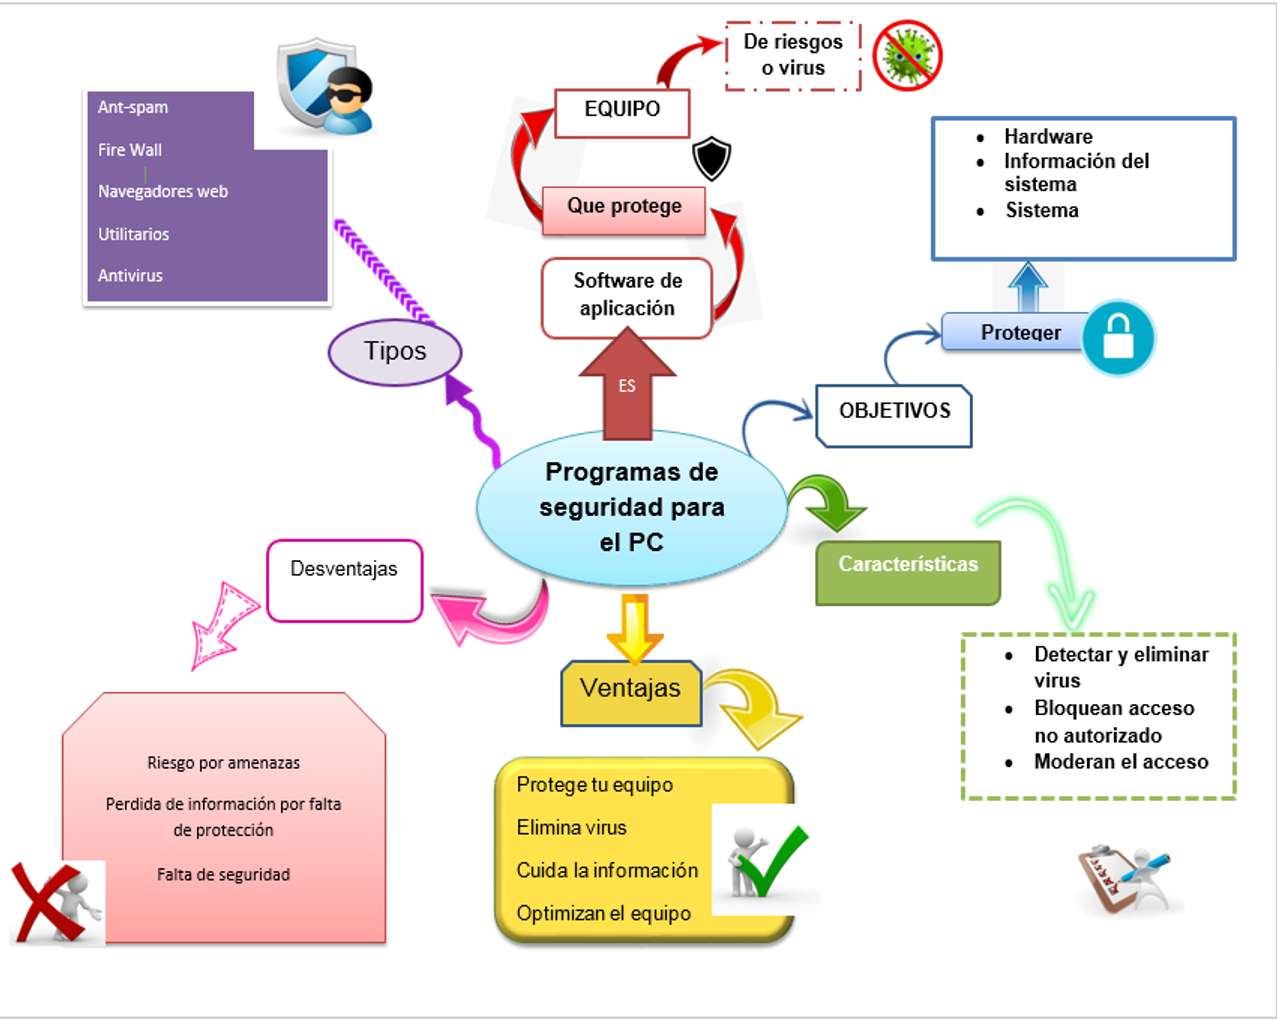 De riesgos
o virus
EQUIPO
Que protege
Software de
aplicación
ES
Ant-spam
Fire Wall
Navegadores web
Utilitarios
Antivirus
Tipos
• Hardware
• Información del
sistema
• Sistema
Proteger
OBJETIVOS
Programas de
seguridad para
el PC
Características
• Detectar y eliminar
virus
• Bloquean acceso
no autorizado
• Moderan el acceso
Desventajas
Riesgo por amenazas
Perdida de información por falta
de protección
Falta de seguridad
Ventajas
Protege tu equipo
Elimina virus
Cuida la información
Optimizan el equipo